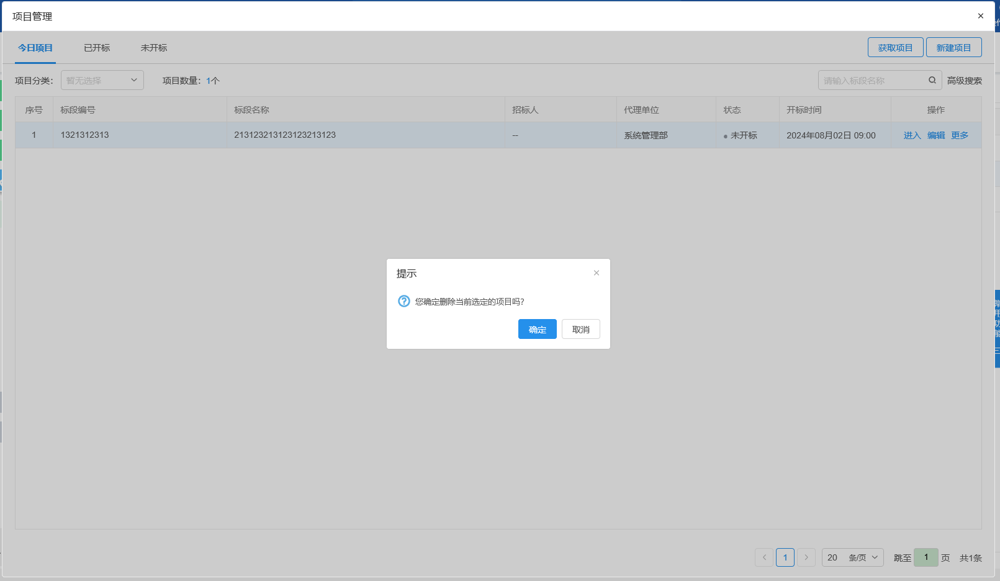 项目管理
今日项目 已开标 未开标 获取项目 新建项目
项目分类： 暂无选择 项目数量：1个 请输入标段名称 高级搜索
序号 标段编号 标段名称 招标人 代理单位 状态 开标时间 操作
1 1321312313 213123213123123213123 -- 系统管理部 未开标 2024年08月02日 09:00 进入 编辑 更多
提示
您确定删除当前选定的项目吗?
确定 取消
常用功能
1 20 条/页 跳至 1 页 共1条